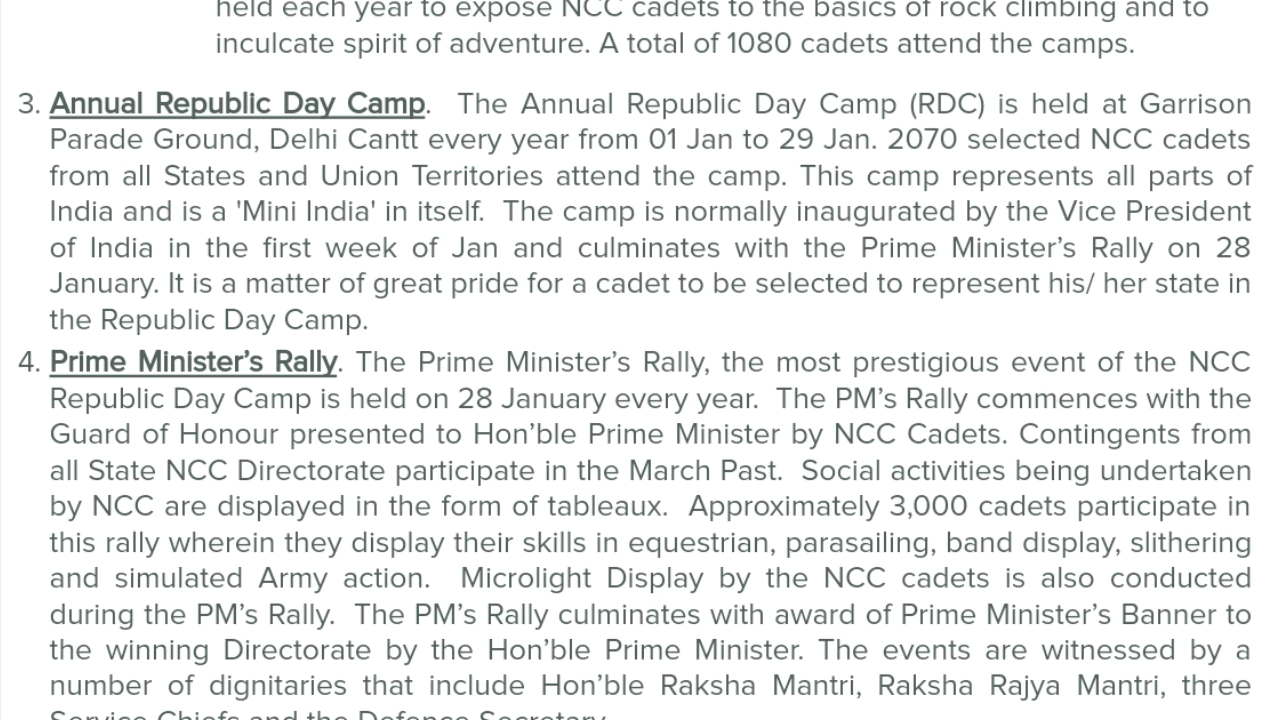 held each year to expose NCC cadets to the basics of rock climbing and to
inculcate spirit of adventure. A total of 1080 cadets attend the camps.
3. Annual Republic Day Camp.  The Annual Republic Day Camp (RDC) is held at Garrison
Parade Ground, Delhi Cantt every year from 01 Jan to 29 Jan. 2070 selected NCC cadets
from all States and Union Territories attend the camp. This camp represents all parts of
India and is a 'Mini India' in itself.  The camp is normally inaugurated by the Vice President
of India in the first week of Jan and culminates with the Prime Minister’s Rally on 28
January. It is a matter of great pride for a cadet to be selected to represent his/ her state in
the Republic Day Camp.
4. Prime Minister’s Rally. The Prime Minister’s Rally, the most prestigious event of the NCC
Republic Day Camp is held on 28 January every year.  The PM’s Rally commences with the
Guard of Honour presented to Hon’ble Prime Minister by NCC Cadets. Contingents from
all State NCC Directorate participate in the March Past.  Social activities being undertaken
by NCC are displayed in the form of tableaux.  Approximately 3,000 cadets participate in
this rally wherein they display their skills in equestrian, parasailing, band display, slithering
and simulated Army action.  Microlight Display by the NCC cadets is also conducted
during the PM’s Rally.  The PM’s Rally culminates with award of Prime Minister’s Banner to
the winning Directorate by the Hon’ble Prime Minister. The events are witnessed by a
number of dignitaries that include Hon’ble Raksha Mantri, Raksha Rajya Mantri, three
Service Chiefs and the Defence Secretary.